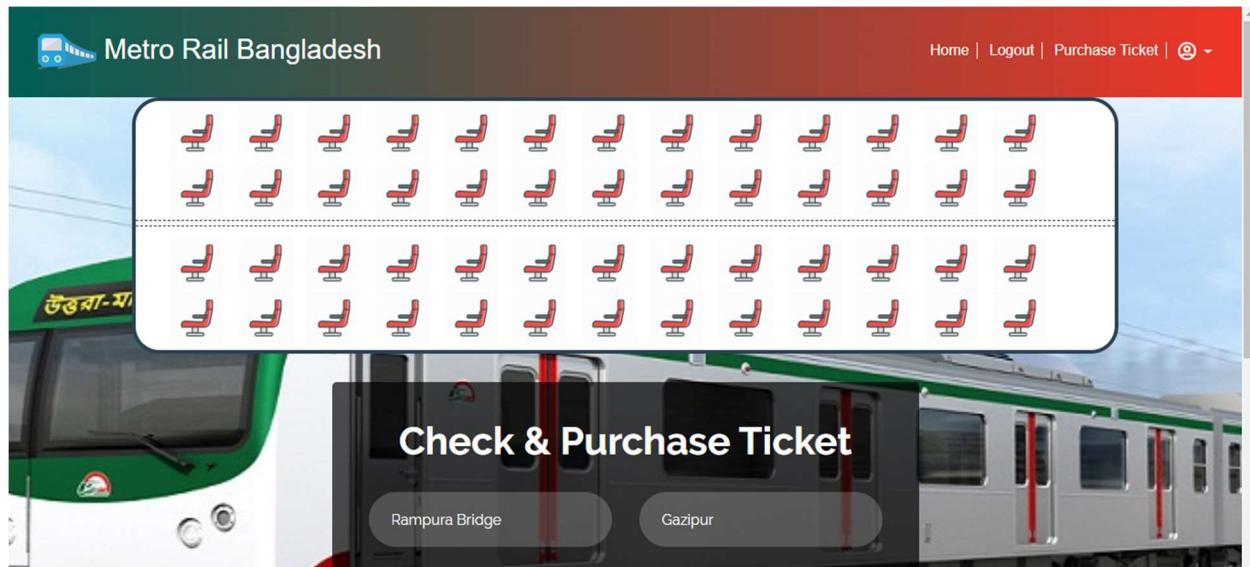 Metro Rail Bangladesh
Home | Logout | Purchase Ticket |
উত্তরা-মা
Check & Purchase Ticket
Rampura Bridge Gazipur